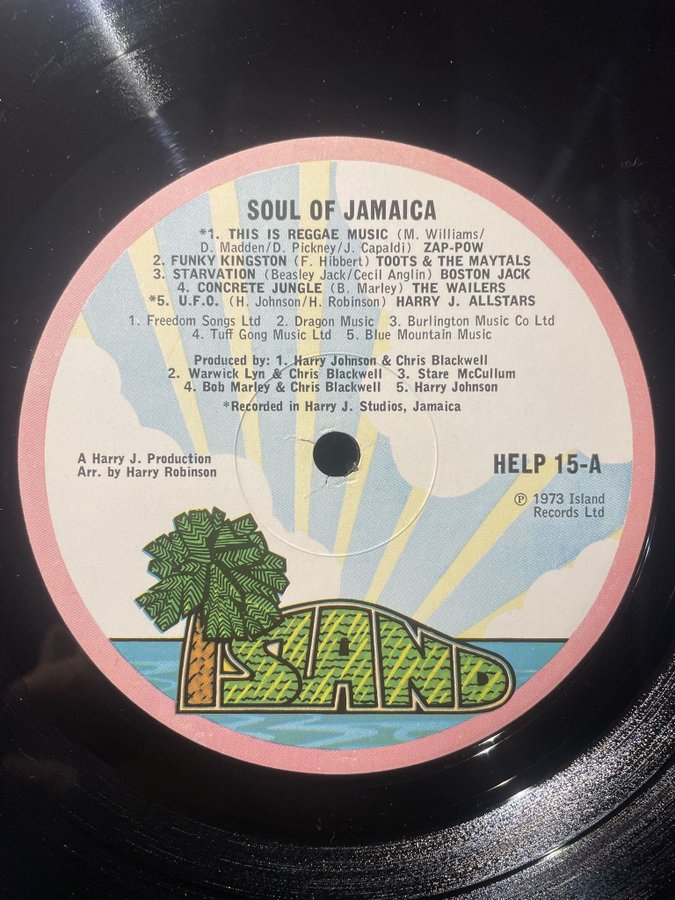 SOUL OF JAMAICA
*1. THIS IS REGGAE MUSIC (M. Williams/
D. Madden/D. Pickney/J. Capaldi) ZAP-POW
2. FUNKY KINGSTON (F. Hibbert) TOOTS & THE MAYTALS
3. STARVATION (Beasley Jack/Cecil Anglin) BOSTON JACK
4. CONCRETE JUNGLE (B. Marley) THE WAILERS
*5. U.F.O. (H. Johnson/H. Robinson) HARRY J. ALLSTARS
1. Freedom Songs Ltd 2. Dragon Music 3. Burlington Music Co Ltd
4. Tuff Gong Music Ltd 5. Blue Mountain Music
Produced by: 1. Harry Johnson & Chris Blackwell
2. Warwick Lyn & Chris Blackwell 3. Stare McCullum
4. Bob Marley & Chris Blackwell 5. Harry Johnson
*Recorded in Harry J. Studios, Jamaica
A Harry J. Production
Arr. by Harry Robinson
HELP 15-A
℗ 1973 Island
Records Ltd
ISLAND